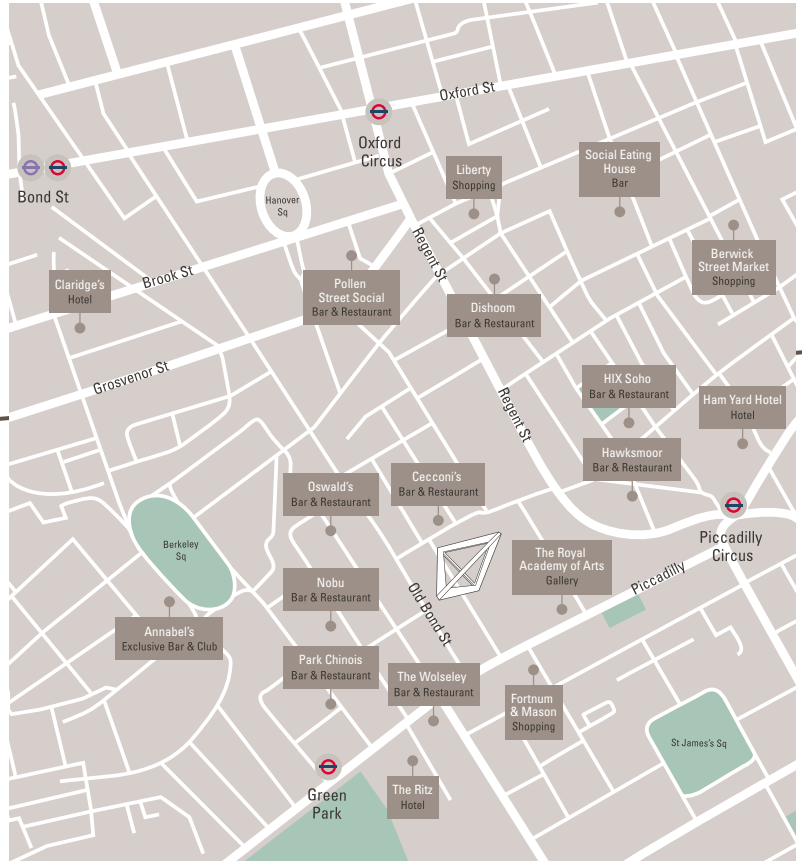 Oxford St
Oxford
Circus
Bond St
Hanover
Sq
Liberty
Shopping
Social Eating
House
Bar
Berwick
Street Market
Shopping
Regent St
Brook St
Claridge's
Hotel
Pollen
Street Social
Bar & Restaurant
Dishoom
Bar & Restaurant
Grosvenor St
HIX Soho
Bar & Restaurant
Ham Yard Hotel
Hotel
Regent St
Hawksmoor
Bar & Restaurant
Oswald's
Bar & Restaurant
Cecconi's
Bar & Restaurant
Berkeley
Sq
Piccadilly
Circus
The Royal
Academy of Arts
Gallery
Piccadilly
Nobu
Bar & Restaurant
Old Bond St
Annabel's
Exclusive Bar & Club
Park Chinois
Bar & Restaurant
The Wolseley
Bar & Restaurant
Fortnum
& Mason
Shopping
St James's Sq
Green
Park
The Ritz
Hotel